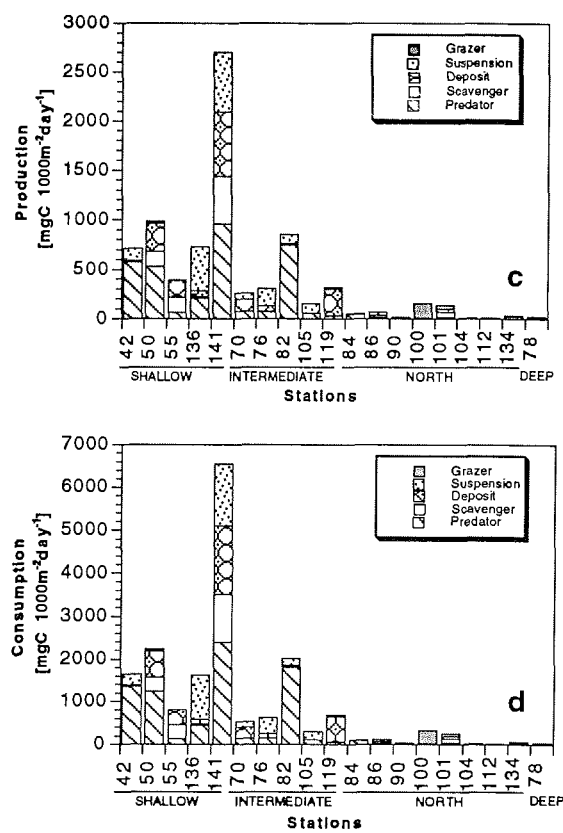 3000
2500
2000
1500
1000
500
0
Production
[mgC 1000m-2day-1]
Grazer
Suspension
Deposit
Scavenger
Predator
c
42 50 55 136 141 70 76 82 105 119 84 86 90 100 101 104 112 134 78
SHALLOW INTERMEDIATE NORTH DEEP
Stations
7000
6000
5000
4000
3000
2000
1000
0
Consumption
[mgC 1000m-2day-1]
Grazer
Suspension
Deposit
Scavenger
Predator
d
42 50 55 136 141 70 76 82 105 119 84 86 90 100 101 104 112 134 78
SHALLOW INTERMEDIATE NORTH DEEP
Stations